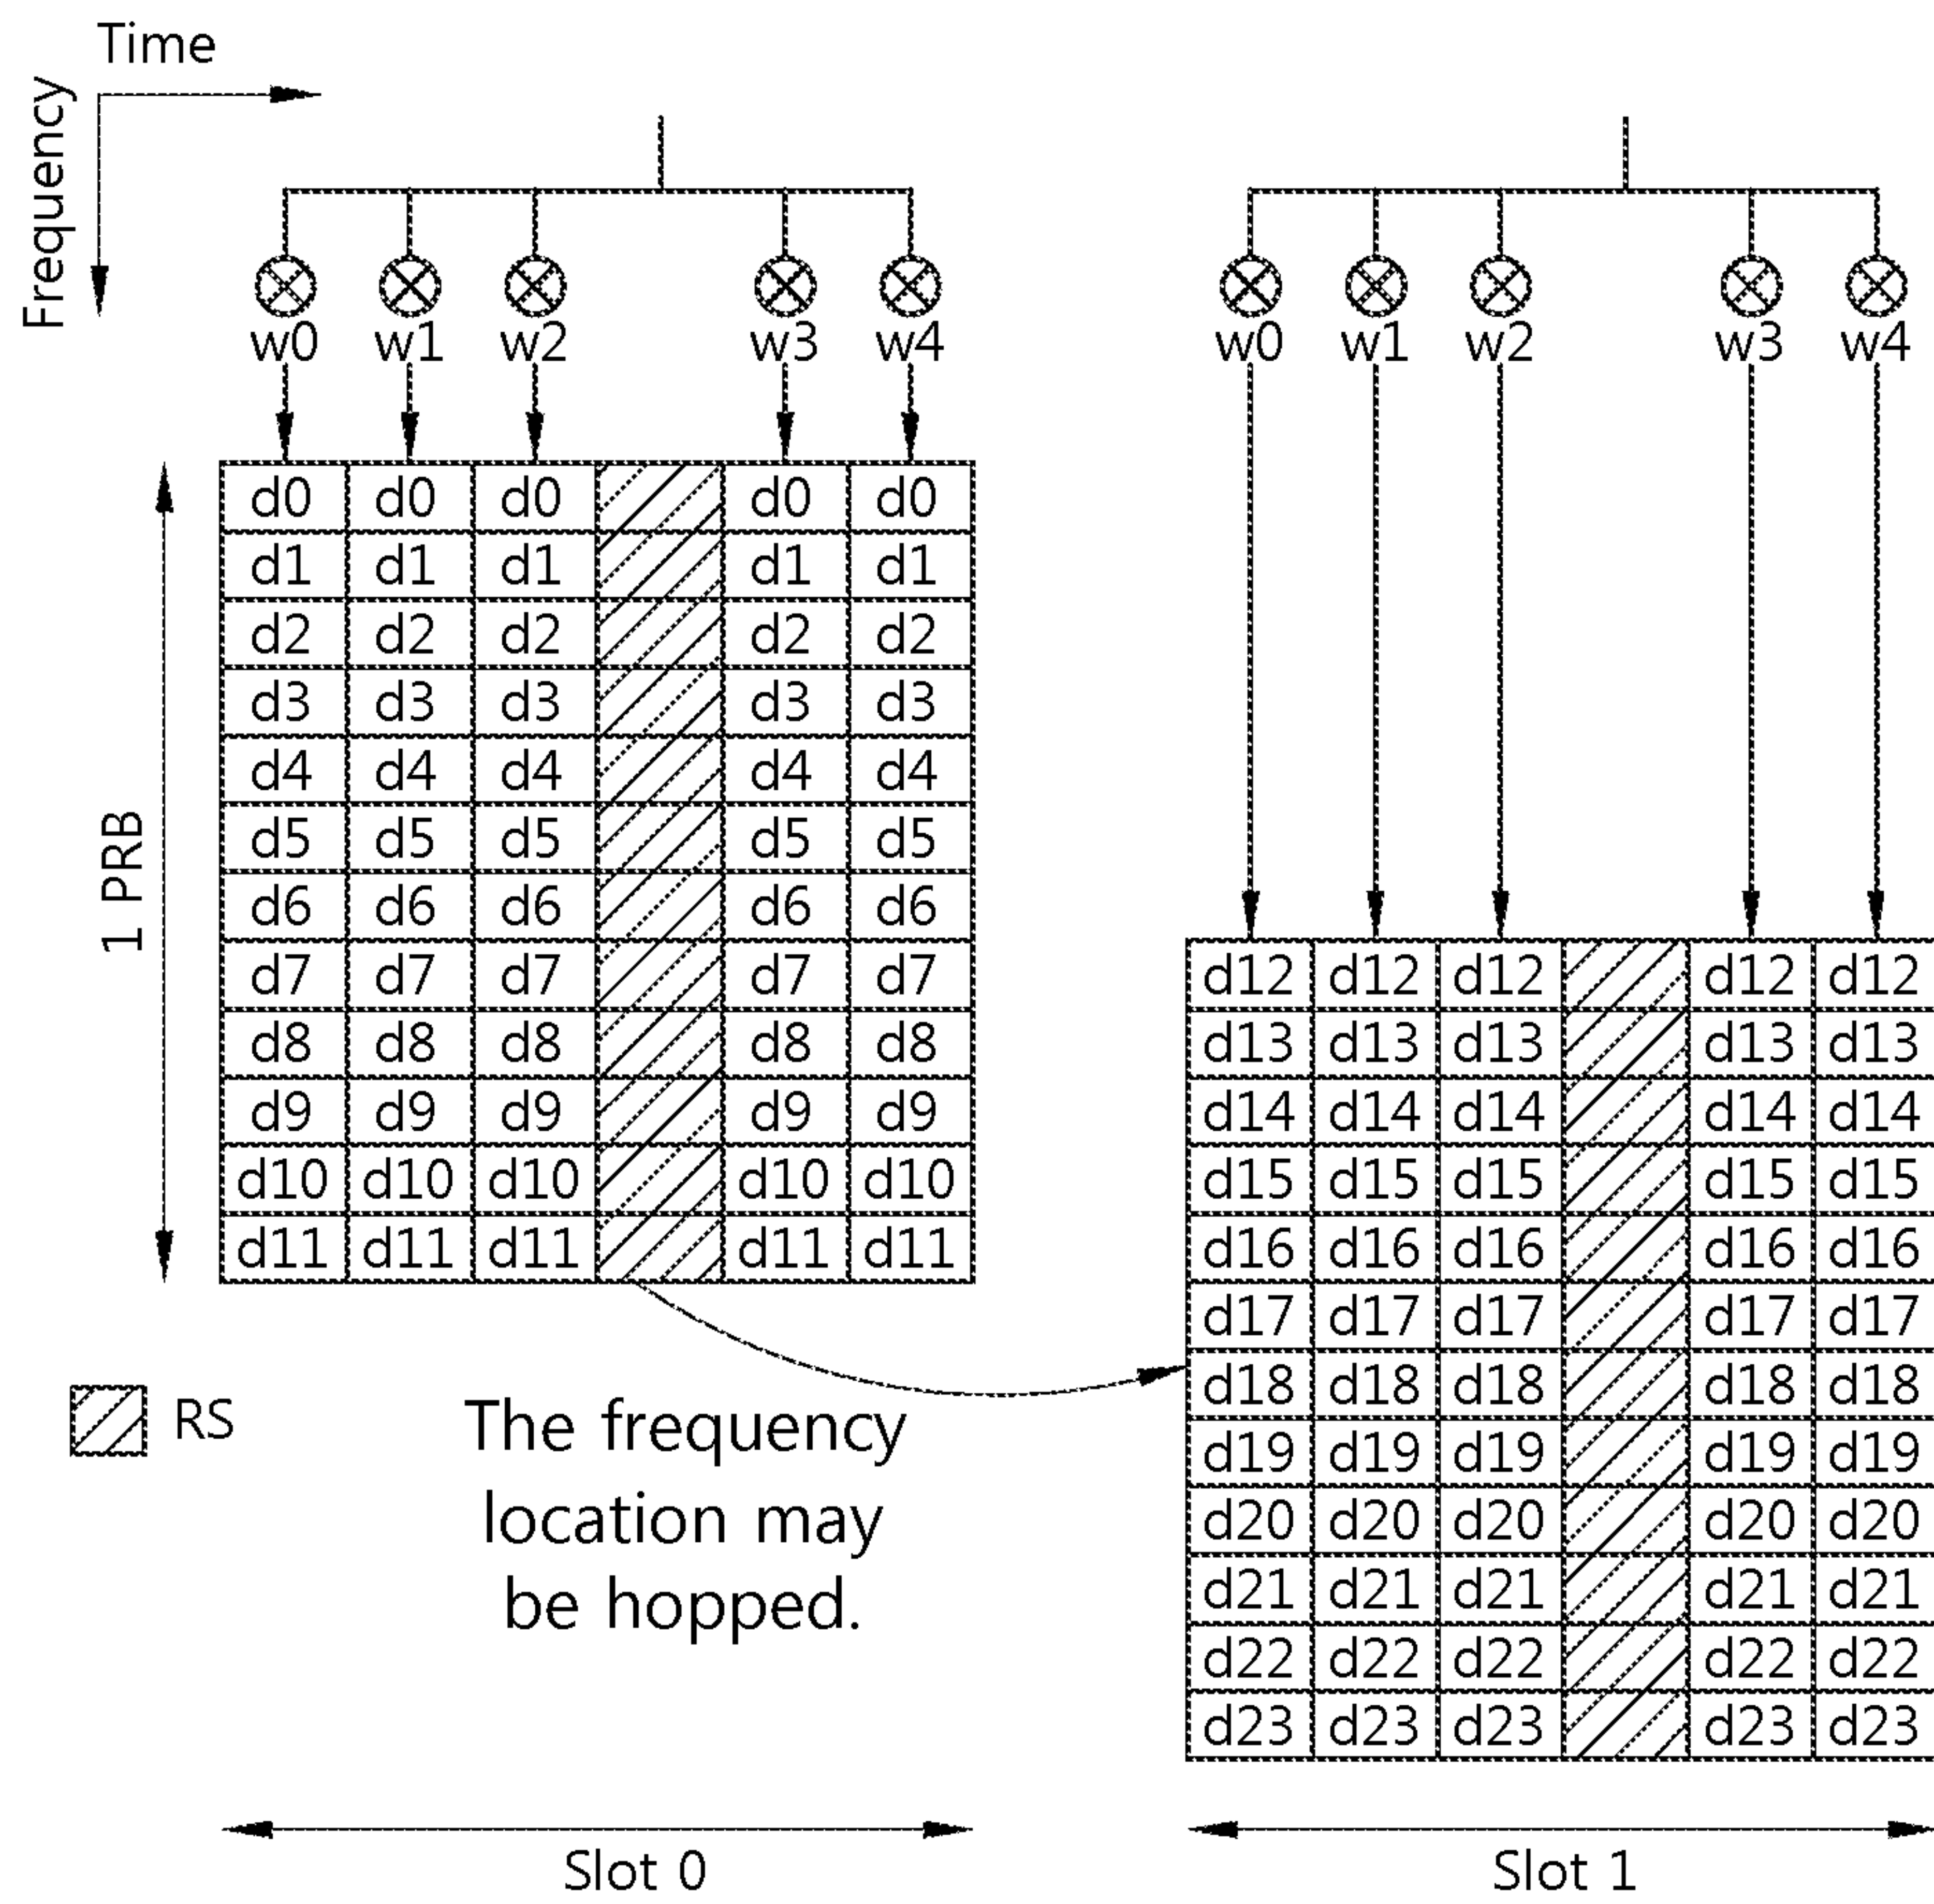 Time
Frequency
w0 w1 w2 w3 w4
w0 w1 w2 w3 w4
1 PRB
d0 d0 d0 d0 d0
d1 d1 d1 d1 d1
d2 d2 d2 d2 d2
d3 d3 d3 d3 d3
d4 d4 d4 d4 d4
d5 d5 d5 d5 d5
d6 d6 d6 d6 d6
d7 d7 d7 d7 d7
d8 d8 d8 d8 d8
d9 d9 d9 d9 d9
d10 d10 d10 d10 d10
d11 d11 d11 d11 d11
d12 d12 d12 d12 d12
d13 d13 d13 d13 d13
d14 d14 d14 d14 d14
d15 d15 d15 d15 d15
d16 d16 d16 d16 d16
d17 d17 d17 d17 d17
d18 d18 d18 d18 d18
d19 d19 d19 d19 d19
d20 d20 d20 d20 d20
d21 d21 d21 d21 d21
d22 d22 d22 d22 d22
d23 d23 d23 d23 d23
RS
The frequency
location may
be hopped.
Slot 0
Slot 1